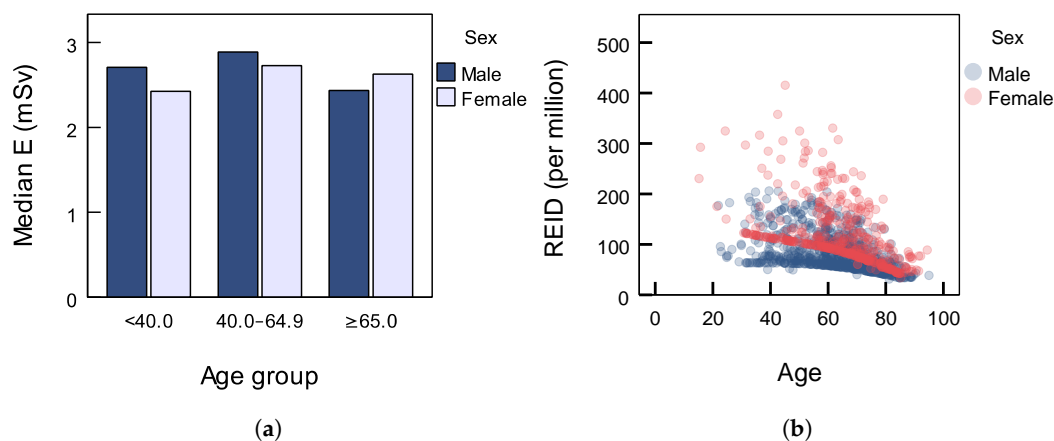 Median E (mSv)
3
2
1
0
<40.0
40.0–64.9
≥65.0
Age group
Sex
Male
Female
(a)
REID (per million)
500
400
300
200
100
0
0
20
40
60
80
100
Age
Sex
Male
Female
(b)